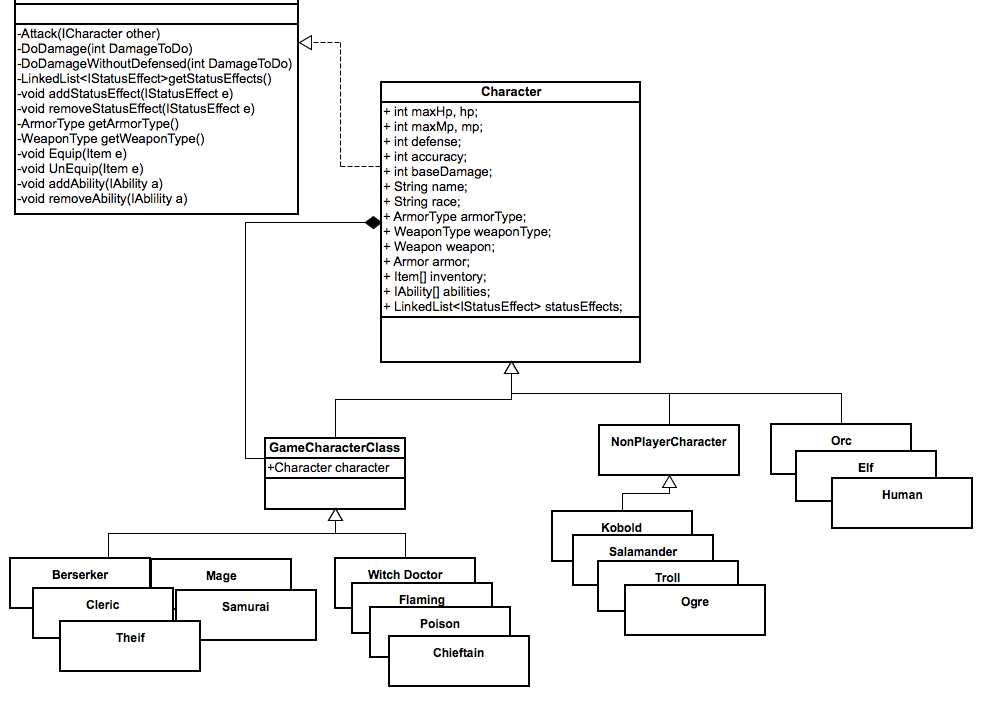 -Attack(ICharacter other)
-DoDamage(int DamageToDo)
-DoDamageWithoutDefensed(int DamageToDo)
-LinkedList<IStatusEffect>getStatusEffects()
-void addStatusEffect(IStatusEffect e)
-void removeStatusEffect(IStatusEffect e)
-ArmorType getArmorType()
-WeaponType getWeaponType()
-void Equip(Item e)
-void UnEquip(Item e)
-void addAbility(IAbility a)
-void removeAbility(IAblility a)
Character
+ int maxHp, hp;
+ int maxMp, mp;
+ int defense;
+ int accuracy;
+ int baseDamage;
+ String name;
+ String race;
+ ArmorType armorType;
+ WeaponType weaponType;
+ Weapon weapon;
+ Armor armor;
+ Item[] inventory;
+ IAbility[] abilities;
+ LinkedList<IStatusEffect> statusEffects;
GameCharacterClass
+Character character
NonPlayerCharacter
Orc
Elf
Human
Kobold
Salamander
Troll
Ogre
Berserker
Mage
Cleric
Samurai
Theif
Witch Doctor
Flaming
Poison
Chieftain